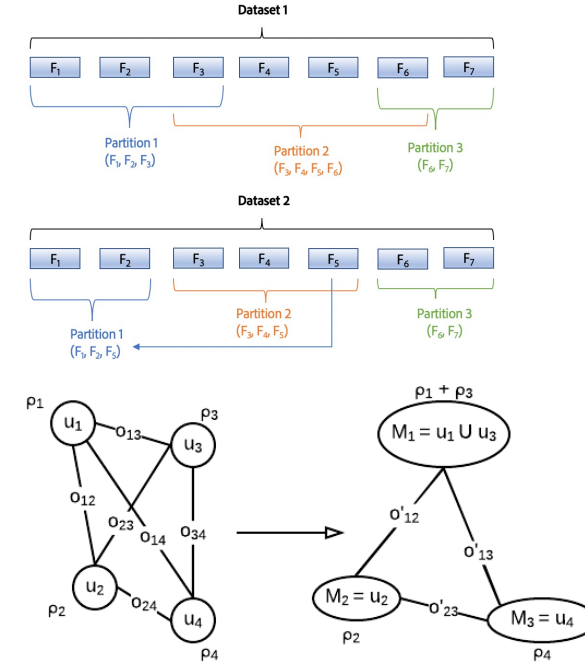 Dataset 1
F₁ F₂ F₃ F₄ F₅ F₆ F₇
Partition 1
(F₁, F₂, F₃)
Partition 2
(F₃, F₄, F₅, F₆)
Partition 3
(F₆, F₇)
Dataset 2
F₁ F₂ F₃ F₄ F₅ F₆ F₇
Partition 1
(F₁, F₂, F₅)
Partition 2
(F₃, F₄, F₅)
Partition 3
(F₆, F₇)
ρ₁
u₁
o₁₃
ρ₃
u₃
o₁₂
o₂₃
o₁₄
o₃₄
u₂
ρ₂
o₂₄
u₄
ρ₄
ρ₁ + ρ₃
M₁ = u₁ U u₃
o'₁₂
o'₁₃
M₂ = u₂
ρ₂
o'₂₃
M₃ = u₄
ρ₄